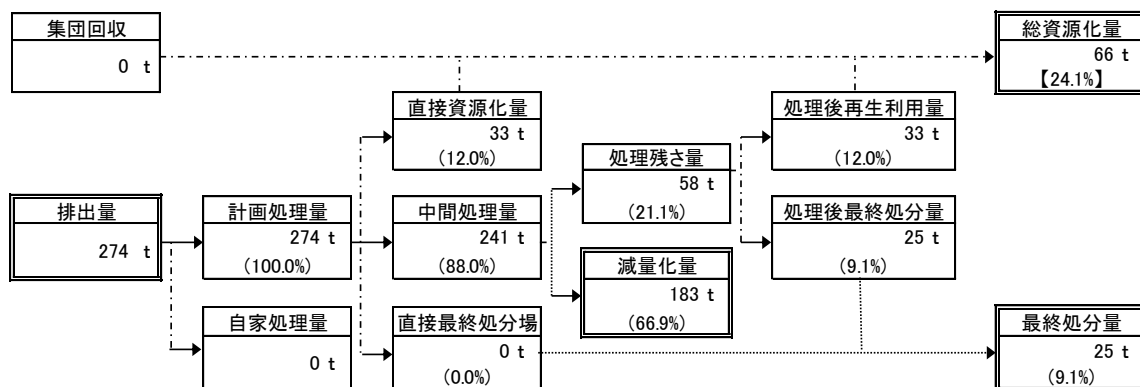 集団回収
0 t
総資源化量
66 t
【24.1%】
直接資源化量
33 t
(12.0%)
処理後再生利用量
33 t
(12.0%)
処理残さ量
58 t
(21.1%)
排出量
274 t
計画処理量
274 t
(100.0%)
中間処理量
241 t
(88.0%)
処理後最終処分量
25 t
(9.1%)
減量化量
183 t
(66.9%)
自家処理量
0 t
直接最終処分場
0 t
(0.0%)
最終処分量
25 t
(9.1%)